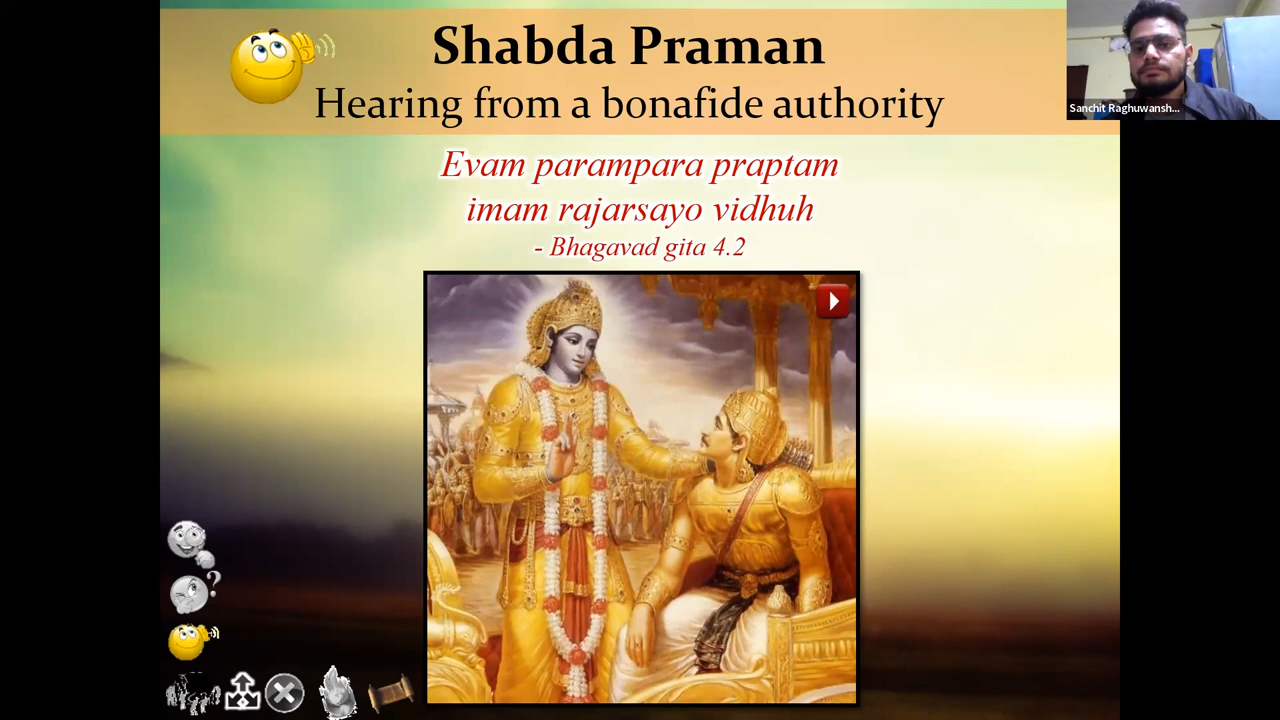 Shabda Praman
Hearing from a bonafide authority
Sanchit Raghuwansh...
Evam parampara praptam
imam rajarsayo vidhuh
- Bhagavad gita 4.2
?